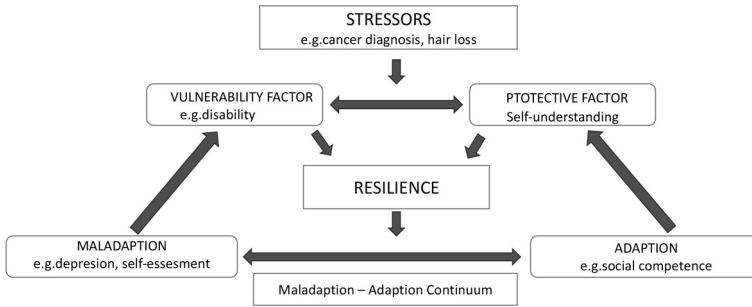 STRESSORS
e.g.cancer diagnosis, hair loss
VULNERABILITY FACTOR
e.g.disability
PTOTECTIVE FACTOR
Self-understanding
RESILIENCE
MALADAPTION
e.g.depresion, self-essesment
ADAPTION
e.g.social competence
Maladaption – Adaption Continuum